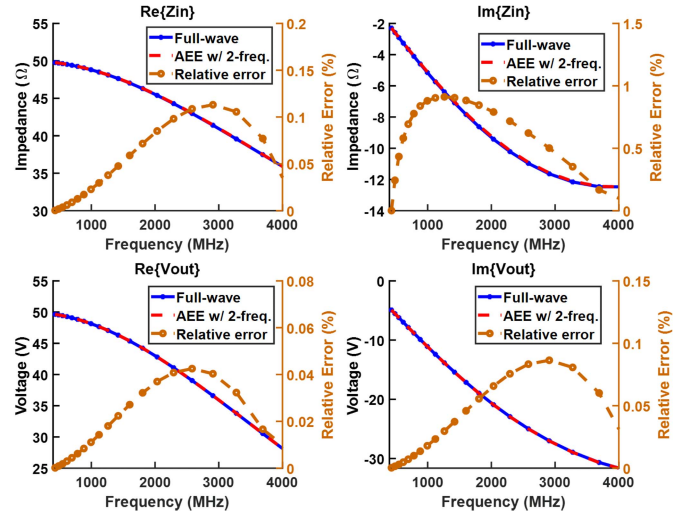 Re{Zin}
55
50
45
40
35
30
Impedance (Ω)
Full-wave
AEE w/ 2-freq.
Relative error
0.2
0.15
0.1
0.05
0
Relative Error (%)
1000
2000
3000
4000
Frequency (MHz)
Im{Zin}
-2
-4
-6
-8
-10
-12
-14
Impedance (Ω)
Full-wave
AEE w/ 2-freq.
Relative error
1.5
1
0.5
0
Relative Error (%)
1000
2000
3000
4000
Frequency (MHz)
Re{Vout}
55
50
45
40
35
30
25
Voltage (V)
Full-wave
AEE w/ 2-freq.
Relative error
0.08
0.06
0.04
0.02
0
Relative Error (%)
1000
2000
3000
4000
Frequency (MHz)
Im{Vout}
0
-10
-20
-30
Voltage (V)
Full-wave
AEE w/ 2-freq.
Relative error
0.15
0.1
0.05
0
Relative Error (%)
1000
2000
3000
4000
Frequency (MHz)